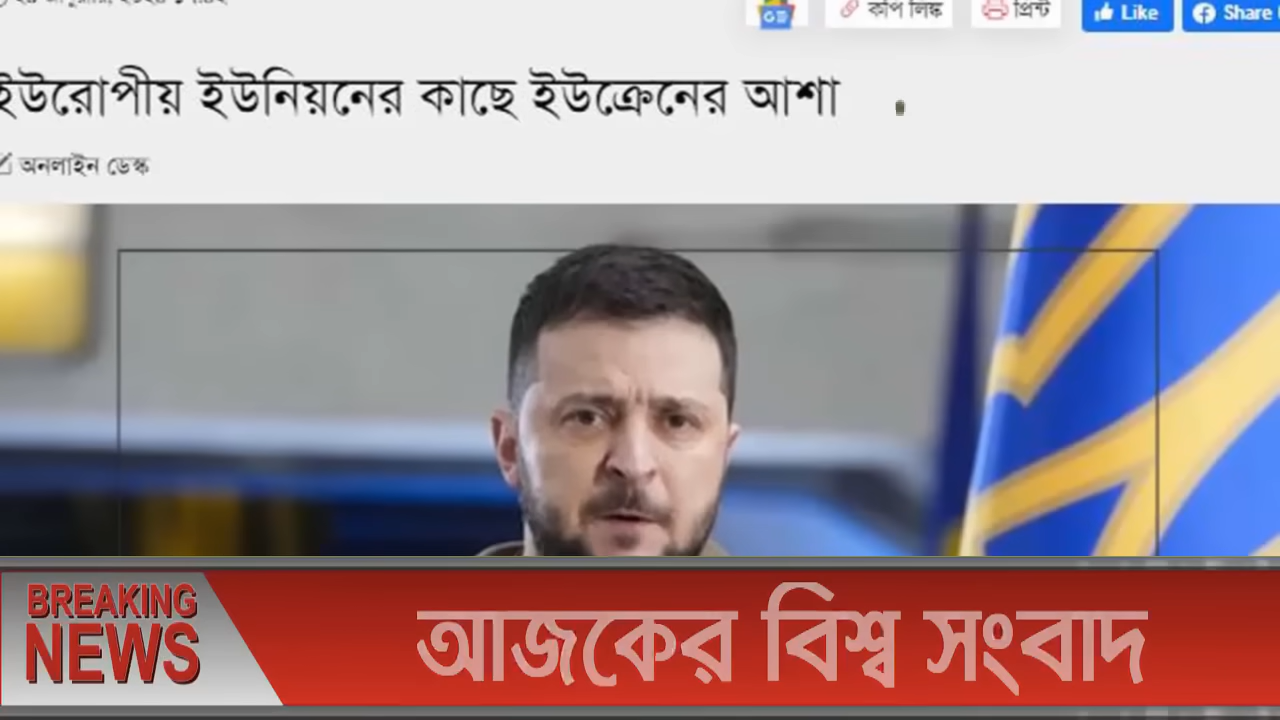 কপি লিঙ্ক
প্রিন্ট
Like
Share
ইউরোপীয় ইউনিয়নের কাছে ইউক্রেনের আশা
অনলাইন ডেস্ক
BREAKING
NEWS
আজকের বিশ্ব সংবাদ